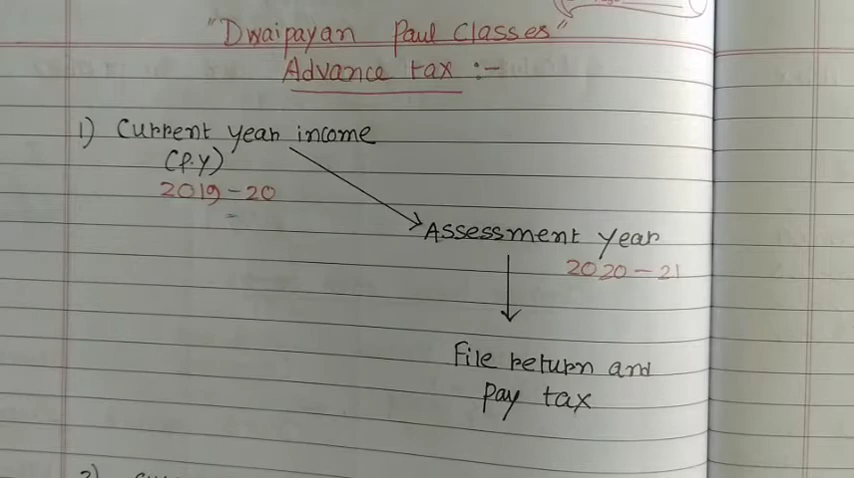 "Dwaipayan Paul Classes"
Advance tax :-
1) Current year income
(P.Y)
2019-20
Assessment year
2020-21
File return and
Pay tax
2)